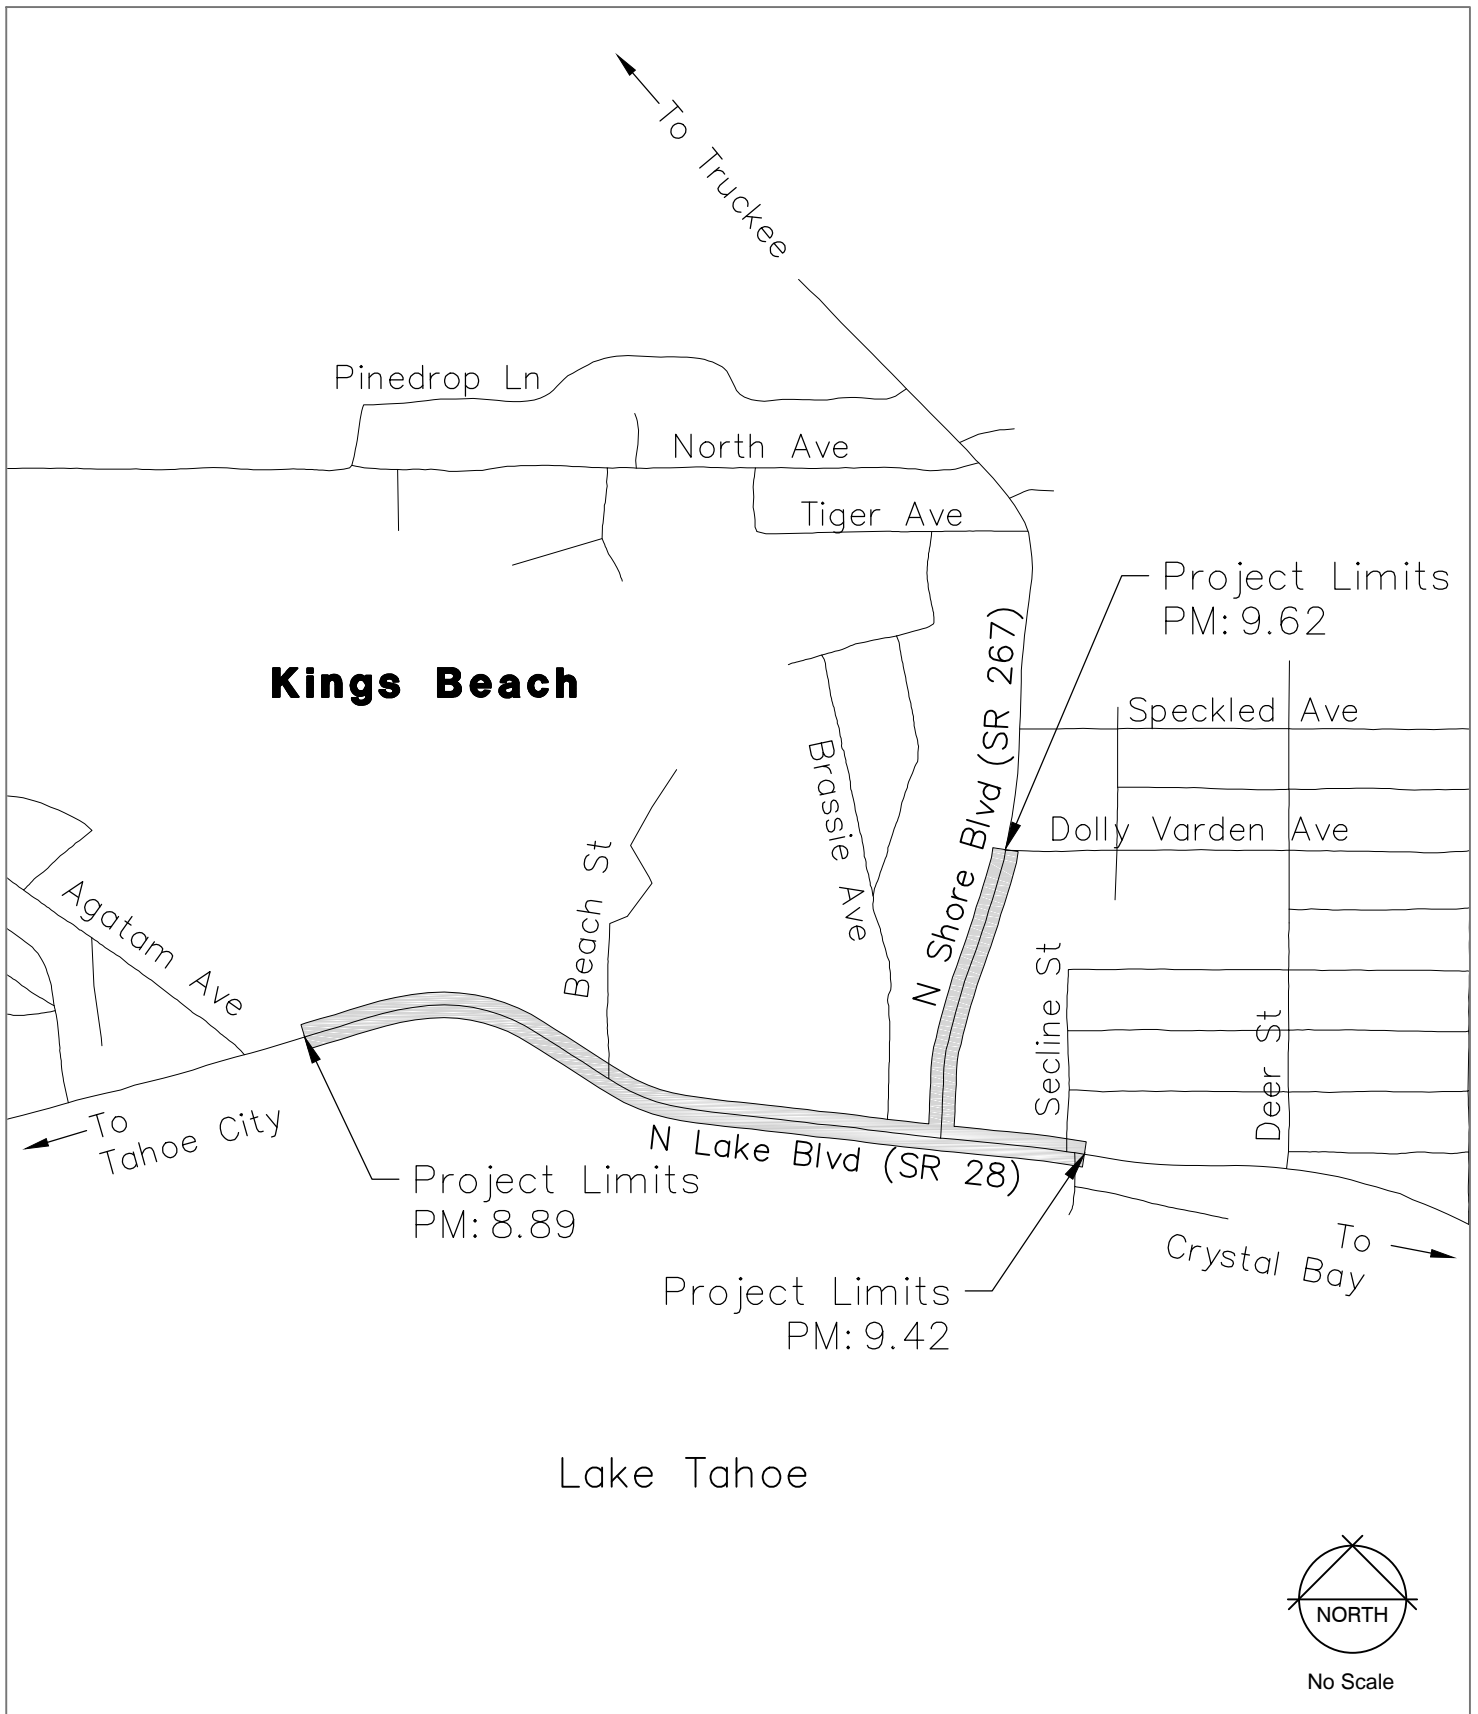 To Truckee
Pinedrop Ln
North Ave
Tiger Ave
Project Limits
PM: 9.62
Kings Beach
N Shore Blvd (SR 267)
Speckled Ave
Brassie Ave
Dolly Varden Ave
Beach St
Agatam Ave
Secline St
Deer St
To
Tahoe City
N Lake Blvd (SR 28)
Project Limits
PM: 8.89
To
Crystal Bay
Project Limits
PM: 9.42
Lake Tahoe
NORTH
No Scale